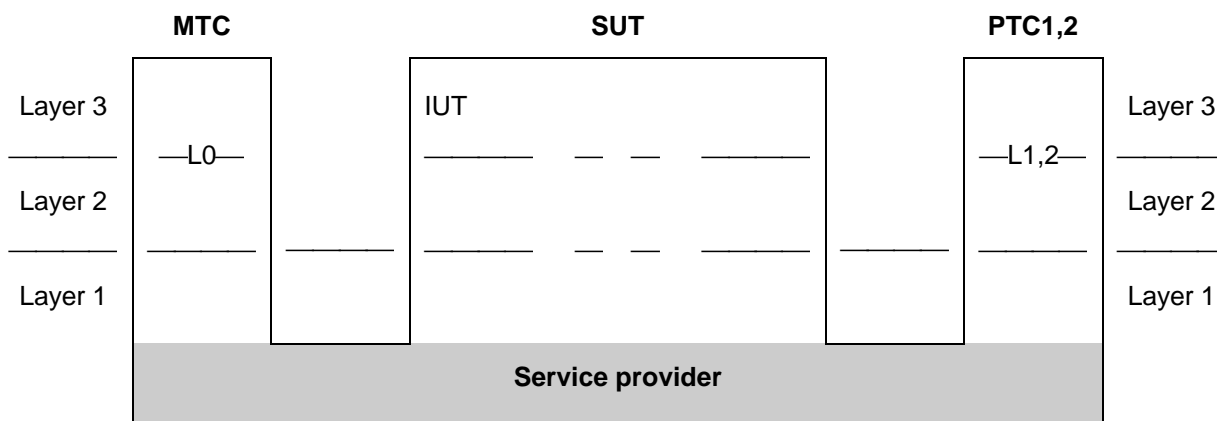 MTC SUT PTC1,2
Layer 3 IUT Layer 3
L0 L1,2
Layer 2 Layer 2
Layer 1 Layer 1
Service provider